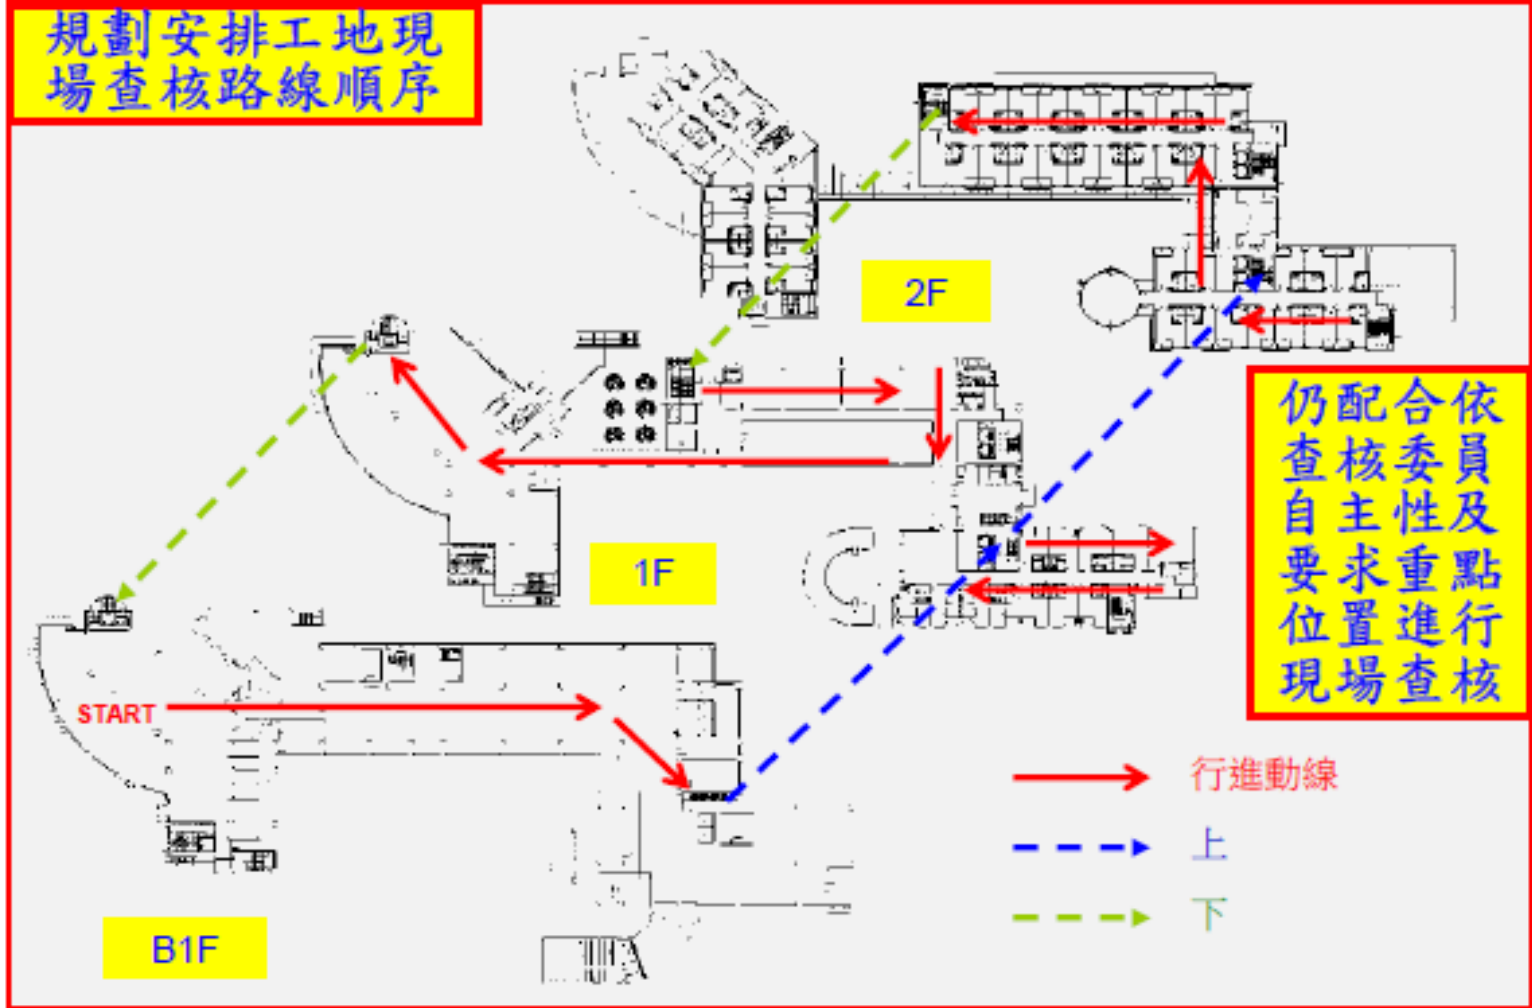 規劃安排工地現
場查核路線順序
2F
仍配合依
查核委員
自主性及
要求重點
位置進行
現場查核
1F
START
行進動線
上
下
B1F